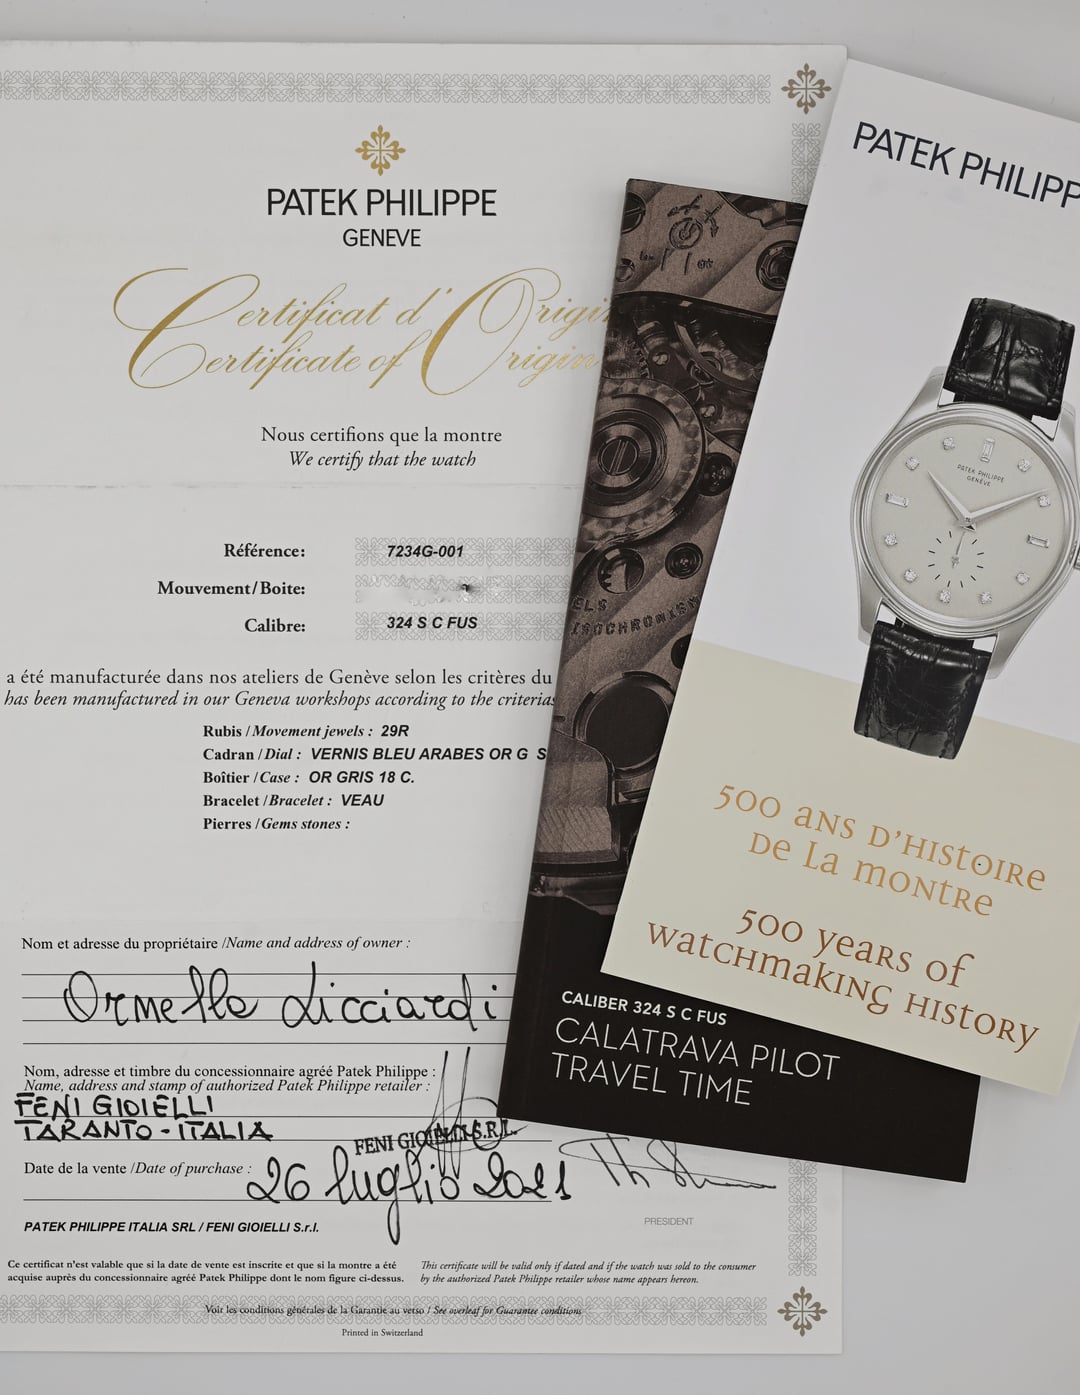 PATEK PHILIPPE
GENEVE
Certificat d'Origin
Certificate of Origin
Nous certifions que la montre
We certify that the watch
Référence: 7234G-001
Mouvement/Boite:
Calibre: 324 S C FUS
a été manufacturée dans nos ateliers de Genève selon les critères du
has been manufactured in our Geneva workshops according to the criterias
Rubis / Movement jewels : 29R
Cadran / Dial : VERNIS BLEU ARABES OR G S
Boîtier / Case : OR GRIS 18 C.
Bracelet / Bracelet : VEAU
Pierres / Gems stones :
Nom et adresse du propriétaire /Name and address of owner :
Ornella Licciardi
Nom, adresse et timbre du concessionnaire agréé Patek Philippe :
Name, address and stamp of authorized Patek Philippe retailer :
FENI GIOIELLI
TARANTO - ITALIA
FENI GIOIELLI S.R.L.
Date de la vente /Date of purchase : 26 luglio 2021
PATEK PHILIPPE ITALIA SRL / FENI GIOIELLI S.r.l.
PRESIDENT
Ce certificat n'est valable que si la date de vente est inscrite et que si la montre a été
acquise auprès du concessionnaire agréé Patek Philippe dont le nom figure ci-dessus.
This certificate will be valid only if dated and if the watch was sold to the consumer
by the authorized Patek Philippe retailer whose name appears hereon.
Voir les conditions générales de la Garantie au verso / See overleaf for Guarantee conditions
Printed in Switzerland
ELS
ISOCHRONISM
CALIBER 324 S C FUS
CALATRAVA PILOT
TRAVEL TIME
PATEK PHILIPP
PATEK PHILIPPE
GENÈVE
500 ans d'histoire
de la montre
500 years of
watchmaking history